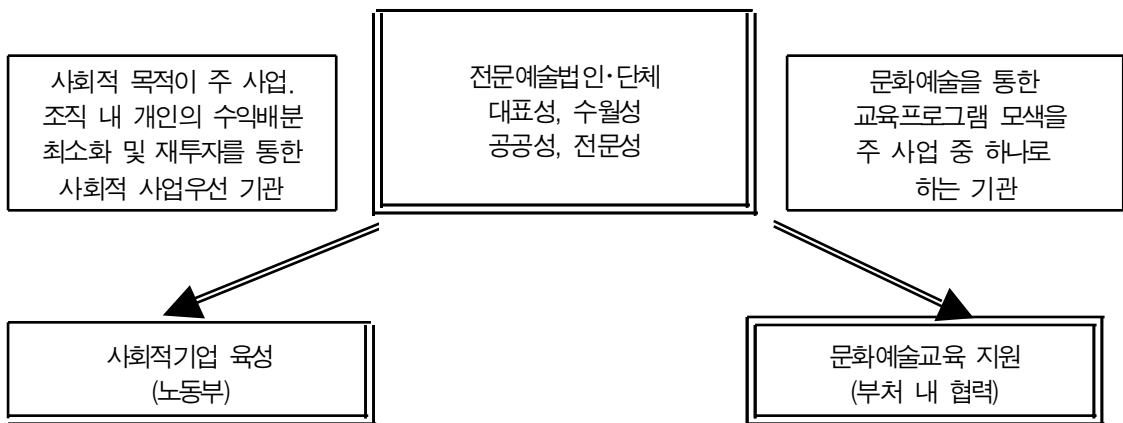 사회적 목적이 주 사업.
조직 내 개인의 수익배분
최소화 및 재투자를 통한
사회적 사업우선 기관
전문예술법인·단체
대표성, 수월성
공공성, 전문성
문화예술을 통한
교육프로그램 모색을
주 사업 중 하나로
하는 기관
사회적기업 육성
(노동부)
문화예술교육 지원
(부처 내 협력)